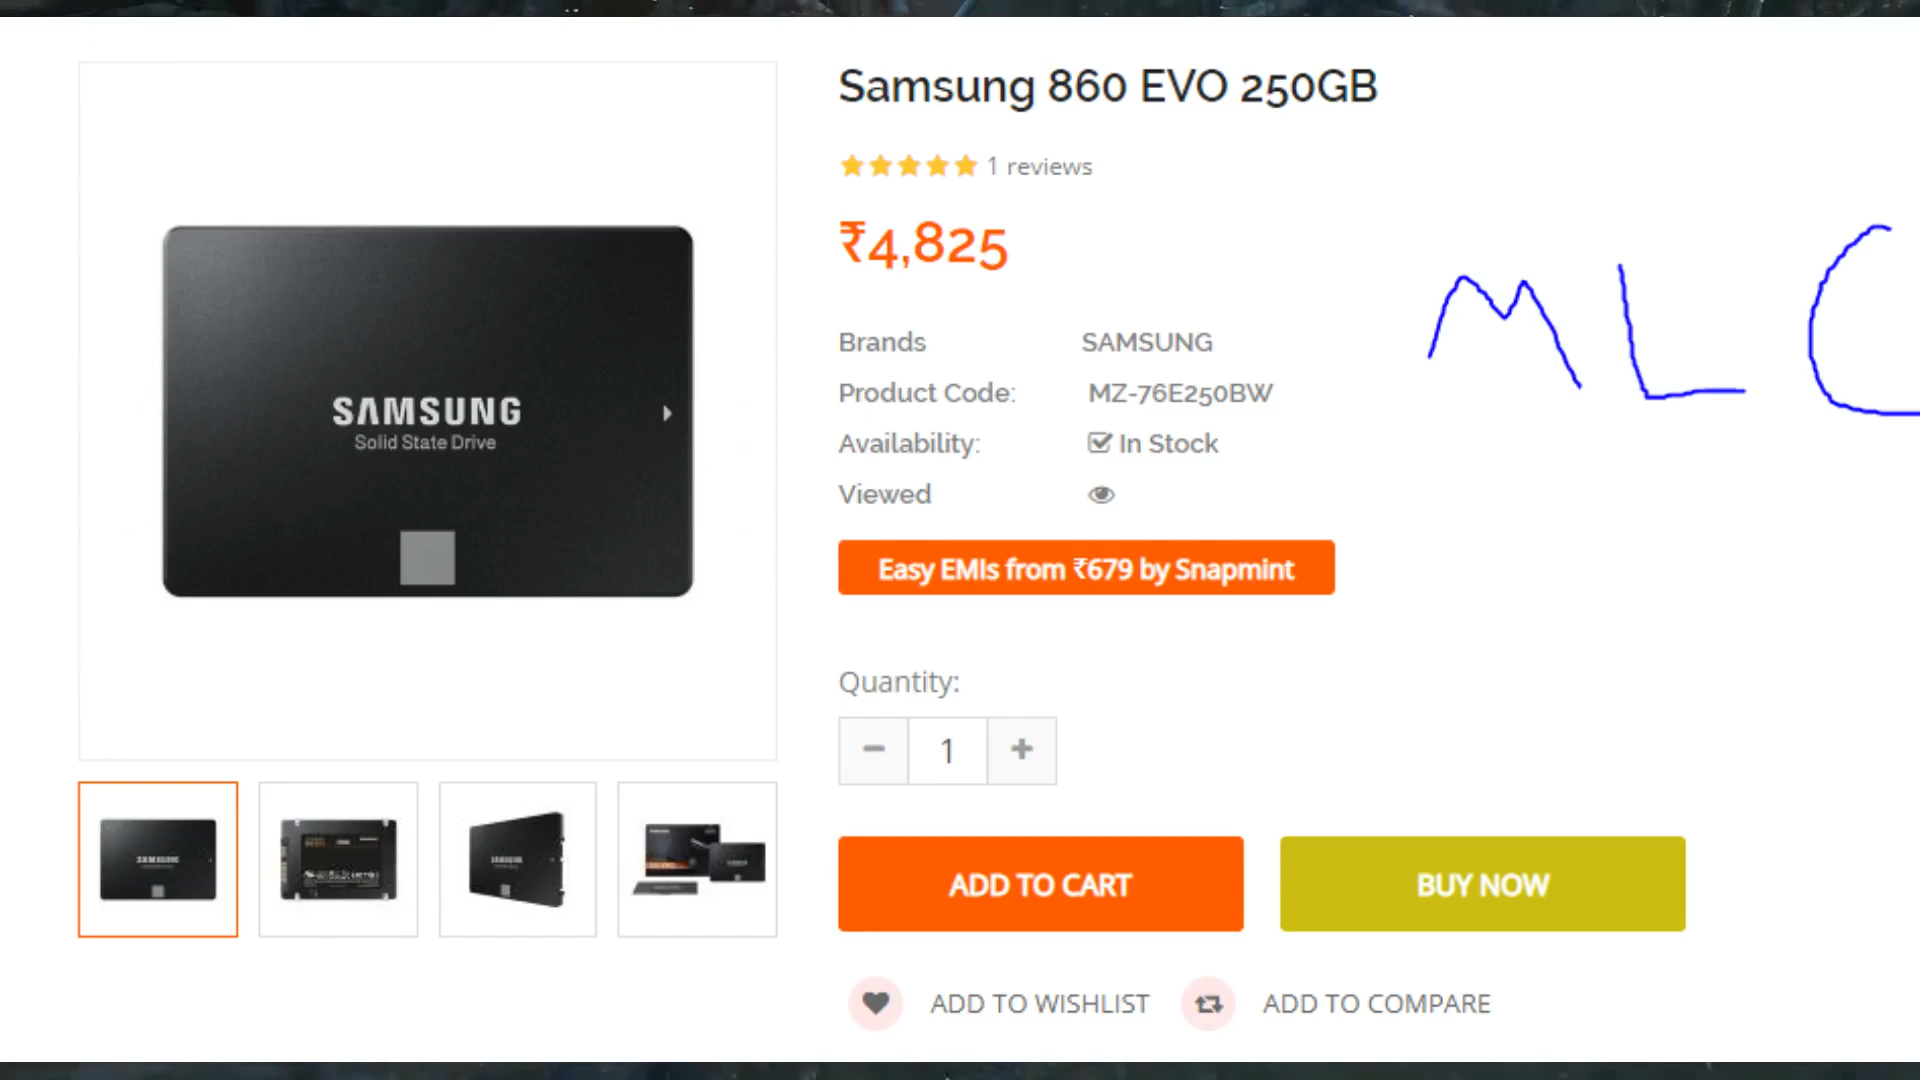 Samsung 860 EVO 250GB
1 reviews
₹4,825
Brands SAMSUNG
Product Code: MZ-76E250BW
Availability: In Stock
Viewed
Easy EMIs from ₹679 by Snapmint
Quantity:
− 1 +
ADD TO CART BUY NOW
ADD TO WISHLIST ADD TO COMPARE
MLC
SAMSUNG
Solid State Drive
SAMSUNG
SAMSUNG